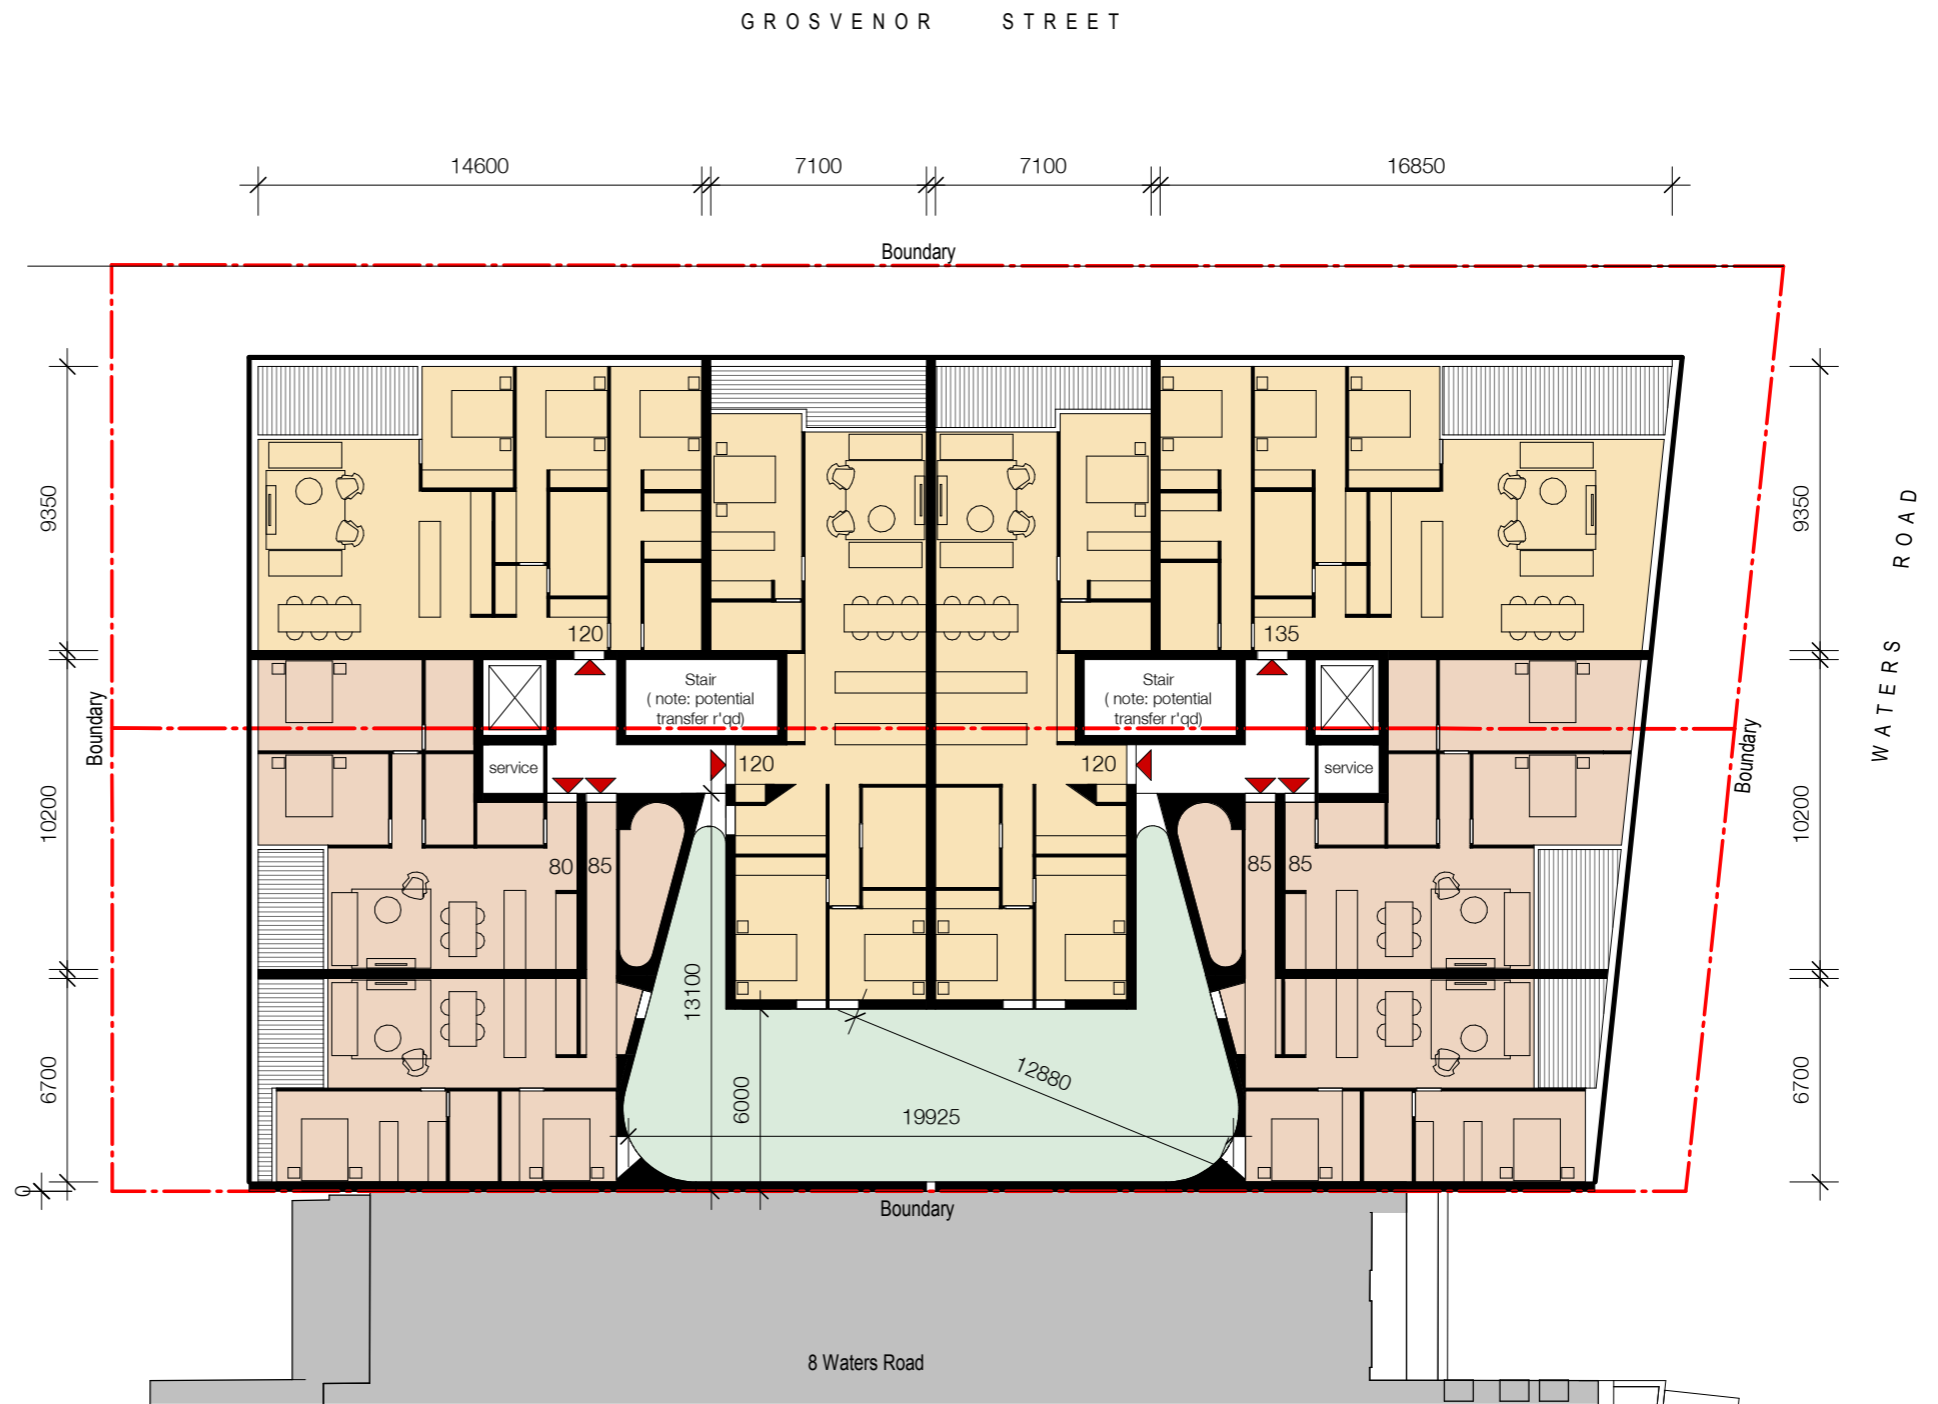 GROSVENOR STREET
14600
7100
7100
16850
Boundary
9350
9350
WATERS ROAD
120
135
Stair
( note: potential
transfer r'qd)
Stair
( note: potential
transfer r'qd)
Boundary
Boundary
service
120
120
service
10200
10200
80
85
85
85
13100
6000
12880
19925
6700
6700
0
Boundary
8 Waters Road